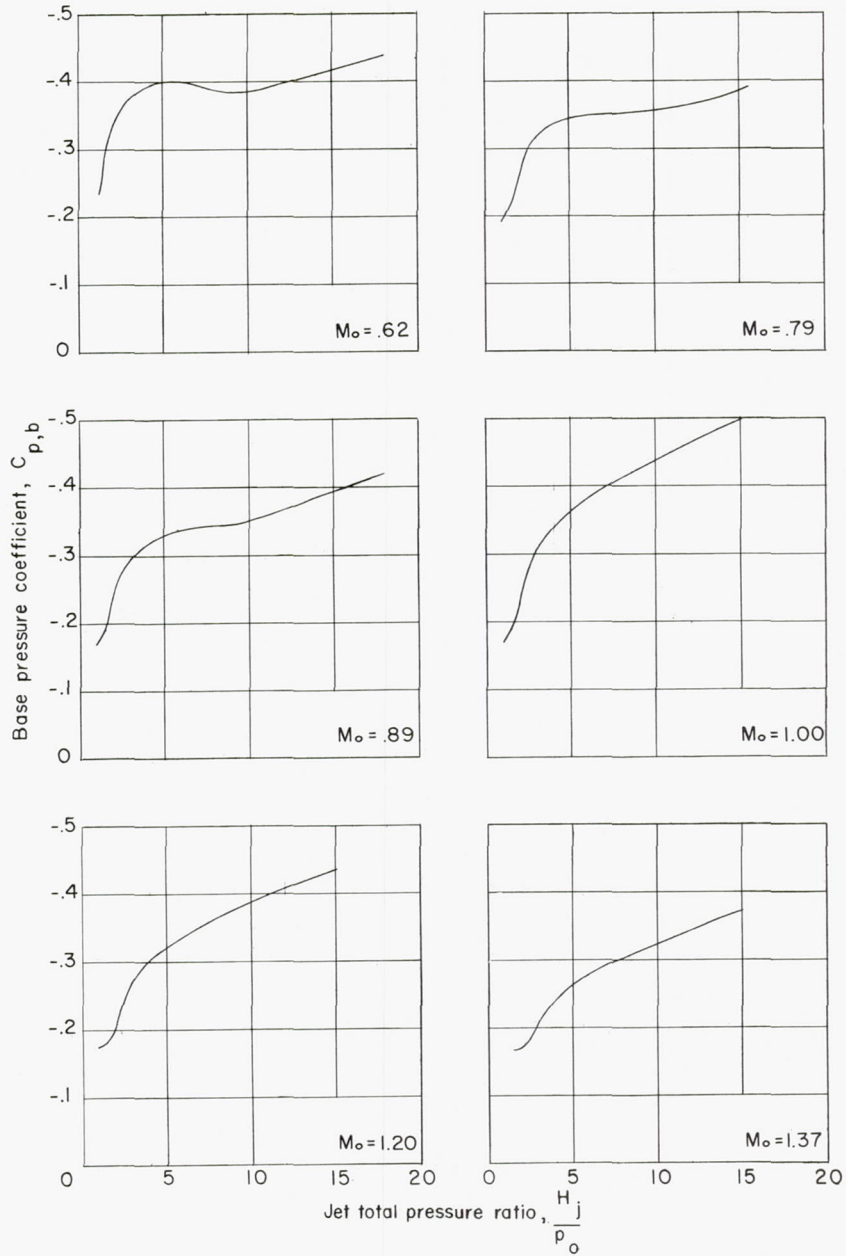 -.5
-.4
-.3
-.2
-.1
0
Mo = .62
Mo = .79
-.5
-.4
-.3
-.2
-.1
0
Mo = .89
Mo = 1.00
Base pressure coefficient, Cp,b
-.5
-.4
-.3
-.2
-.1
0
Mo = 1.20
Mo = 1.37
5 10 15 20
0 5 10 15 20
Jet total pressure ratio, Hj
po